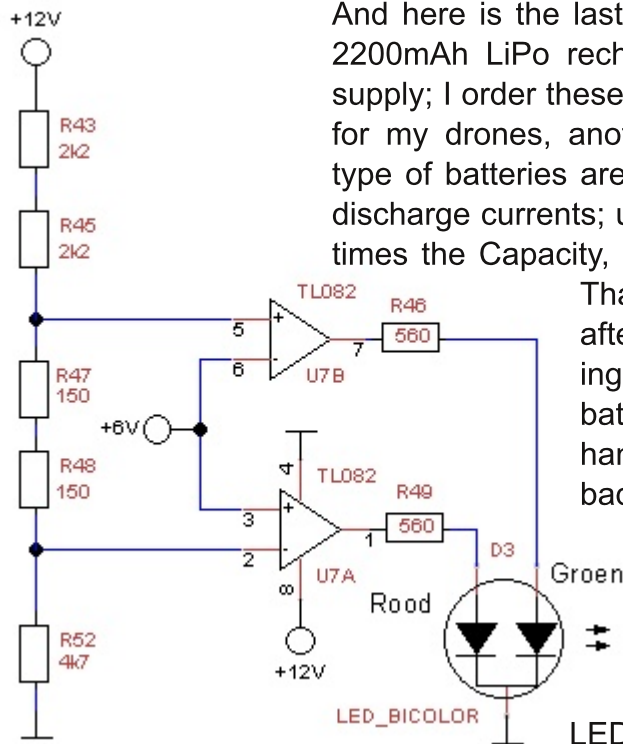 +12V
R43
2k2
R45
2k2
And here is the last
2200mAh LiPo rech
supply; I order these
for my drones, anot
type of batteries are
discharge currents; u
times the Capacity,
Tha
afte
ing
bat
han
bac
TL082
5
+
6
-
7
U7B
R46
560
R47
150
+6V
R48
150
4
TL082
3
+
2
-
1
8
U7A
R49
560
+12V
R52
4k7
D3
Rood
Groen
LED_BICOLOR
LED